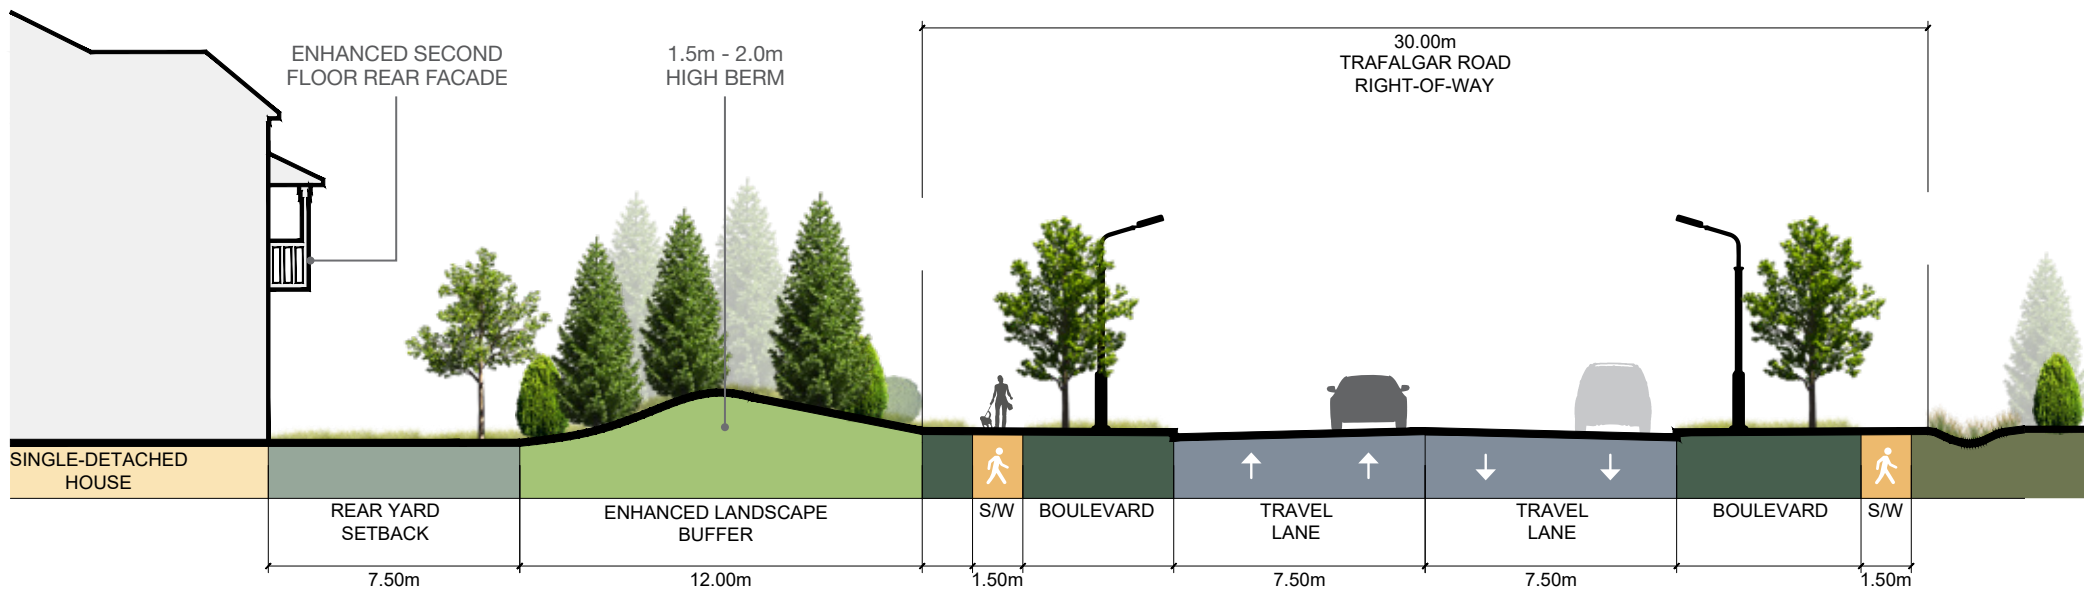 ENHANCED SECOND
FLOOR REAR FACADE
1.5m - 2.0m
HIGH BERM
30.00m
TRAFALGAR ROAD
RIGHT-OF-WAY
SINGLE-DETACHED
HOUSE
REAR YARD
SETBACK
ENHANCED LANDSCAPE
BUFFER
S/W
BOULEVARD
TRAVEL
LANE
TRAVEL
LANE
BOULEVARD
S/W
7.50m
12.00m
1.50m
7.50m
7.50m
1.50m